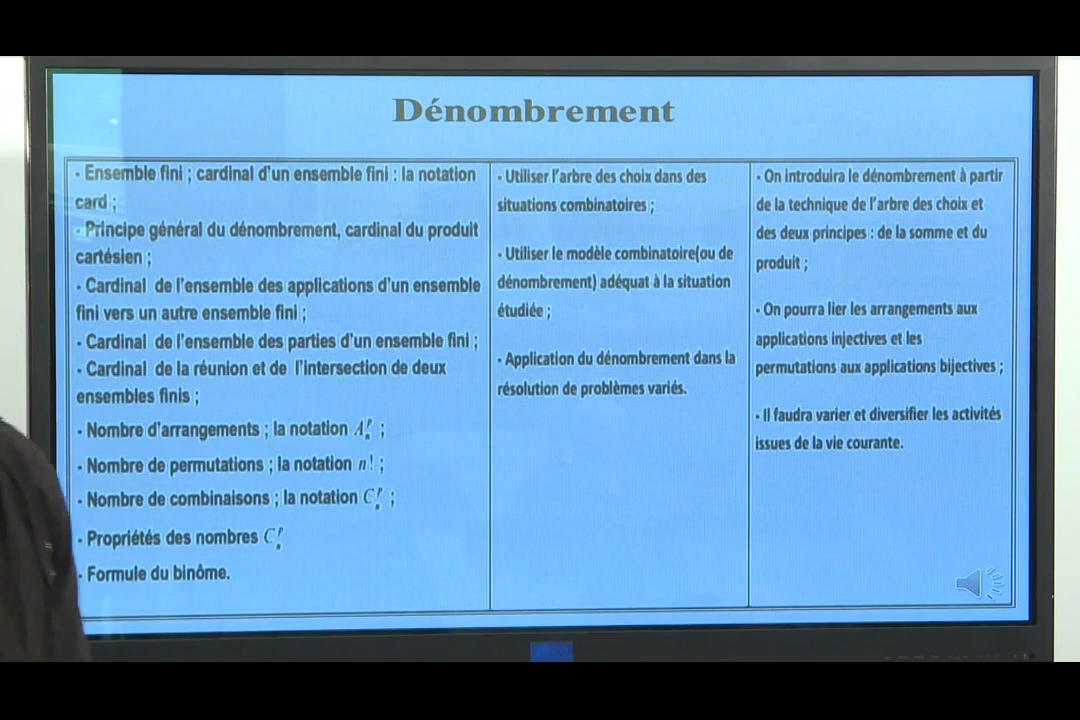 Dénombrement
- Ensemble fini ; cardinal d'un ensemble fini : la notation
card ;
- Principe général du dénombrement, cardinal du produit
cartésien ;
- Cardinal de l'ensemble des applications d'un ensemble
fini vers un autre ensemble fini ;
- Cardinal de l'ensemble des parties d'un ensemble fini ;
- Cardinal de la réunion et de l'intersection de deux
ensembles finis ;
- Nombre d'arrangements ; la notation Aₙᵖ ;
- Nombre de permutations ; la notation n! ;
- Nombre de combinaisons ; la notation Cₙᵖ ;
- Propriétés des nombres Cₙᵖ
- Formule du binôme.
- Utiliser l'arbre des choix dans des
situations combinatoires ;
- Utiliser le modèle combinatoire(ou de
dénombrement) adéquat à la situation
étudiée ;
- Application du dénombrement dans la
résolution de problèmes variés.
- On introduira le dénombrement à partir
de la technique de l'arbre des choix et
des deux principes : de la somme et du
produit ;
- On pourra lier les arrangements aux
applications injectives et les
permutations aux applications bijectives ;
- Il faudra varier et diversifier les activités
issues de la vie courante.